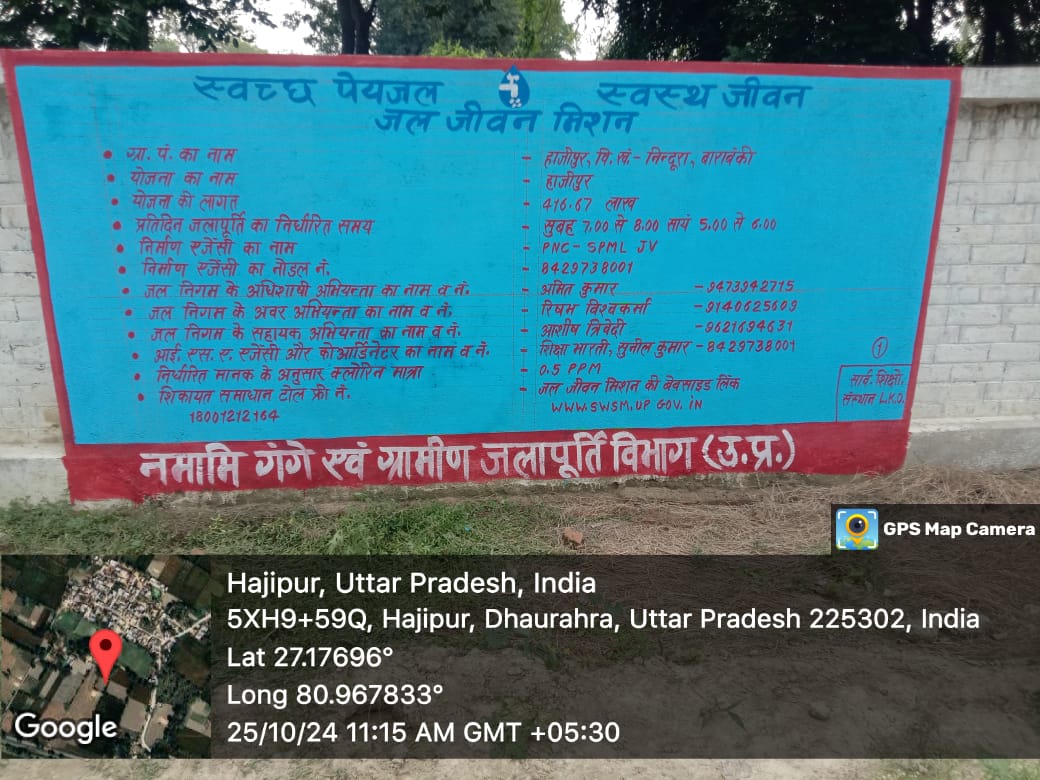 स्वच्छ पेयजल स्वस्थ जीवन
जल जीवन मिशन
• ग्रा. पं. का नाम - हाजीपुर, वि. खं.- निन्दूरा, बाराबंकी
• योजना का नाम - हाजीपुर
• योजना की लागत - 416.67 लाख
• प्रतिदिन जलापूर्ति का निर्धारित समय - सुबह 7.00 से 8.00 सायं 5.00 से 6.00
• निर्माण एजेंसी का नाम - PNC-SPML JV
• निर्माण एजेंसी का नोडल नं. - 8429738001
• जल निगम के अधिशाषी अभियन्ता का नाम व नं. - अमित कुमार - 9473942715
• जल निगम के अवर अभियन्ता का नाम व नं. - रिषभ विश्वकर्मा - 9140625609
• जल निगम के सहायक अभियन्ता का नाम व नं. - आशीष त्रिवेदी - 9621694631
• आई. एस. ए. एजेंसी और कोआर्डिनेटर का नाम व नं. - शिक्षा भारती, सुनील कुमार - 8429738001
• निर्धारित मानक के अनुसार क्लोरिन मात्रा - 0.5 PPM
• शिकायत समाधान टोल फ्री नं. - जल जीवन मिशन की बेवसाइड लिंक
18001212164 WWW.SWSM.UP GOV.iN
1
सार्व. शिक्षो.
संस्थान L.K.O.
नमामि गंगे एवं ग्रामीण जलापूर्ति विभाग (उ.प्र.)
GPS Map Camera
Hajipur, Uttar Pradesh, India
5XH9+59Q, Hajipur, Dhaurahra, Uttar Pradesh 225302, India
Lat 27.17696°
Long 80.967833°
25/10/24 11:15 AM GMT +05:30
Google